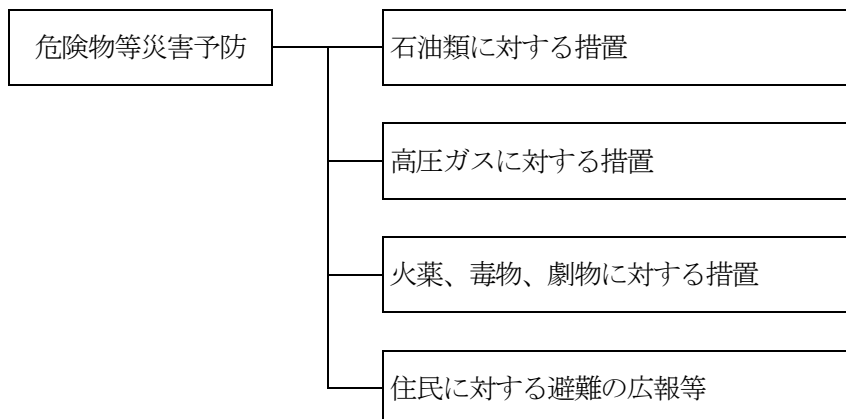 危険物等災害予防
石油類に対する措置
高圧ガスに対する措置
火薬、毒物、劇物に対する措置
住民に対する避難の広報等